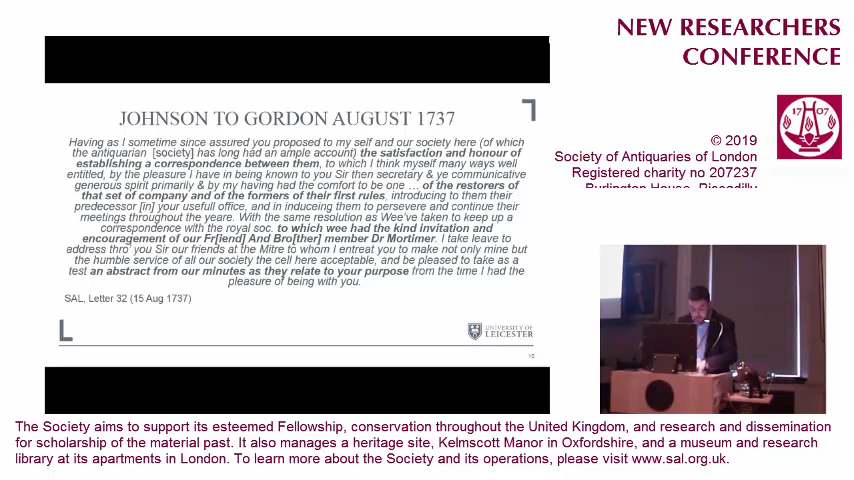 NEW RESEARCHERS
CONFERENCE
JOHNSON TO GORDON AUGUST 1737
Having as I sometime since assured you proposed to my self and our society here (of which
the antiquarian [society] has long had an ample account) the satisfaction and honour of
establishing a correspondence between them, to which I think myself many ways well
entitled, by the pleasure I have in being known to you Sir then secretary & ye communicative
generous spirit primarily & by my having had the comfort to be one ... of the restorers of
that set of company and of the formers of their first rules, introducing to them their
predecessor [in] your usefull office, and in induceing them to persevere and continue their
meetings throughout the yeare. With the same resolution as Wee've taken to keep up a
correspondence with the royal soc. to which wee had the kind invitation and
encouragement of our Fr[iend] And Bro[ther] member Dr Mortimer. I take leave to
address thro' you Sir our friends at the Mitre to whom I entreat you to make not only mine but
the humble service of all our society the cell here acceptable, and be pleased to take as a
test an abstract from our minutes as they relate to your purpose from the time I had the
pleasure of being with you.
SAL, Letter 32 (15 Aug 1737)
UNIVERSITY OF
LEICESTER
10
17 07
© 2019
Society of Antiquaries of London
Registered charity no 207237
Burlington House, Piccadilly
The Society aims to support its esteemed Fellowship, conservation throughout the United Kingdom, and research and dissemination
for scholarship of the material past. It also manages a heritage site, Kelmscott Manor in Oxfordshire, and a museum and research
library at its apartments in London. To learn more about the Society and its operations, please visit www.sal.org.uk.